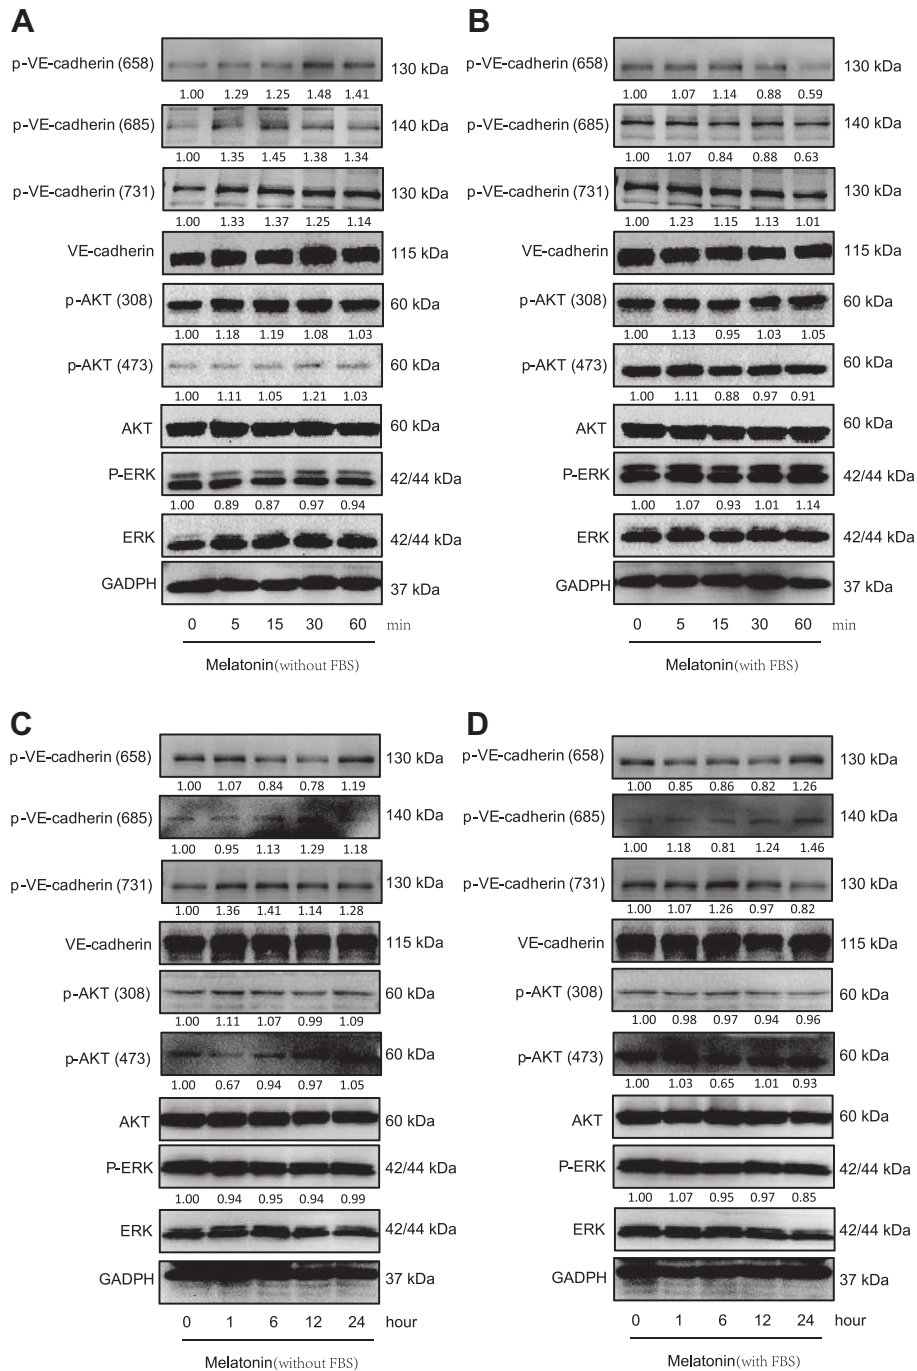 A
p-VE-cadherin (658) 130 kDa
1.00 1.29 1.25 1.48 1.41
p-VE-cadherin (685) 140 kDa
1.00 1.35 1.45 1.38 1.34
p-VE-cadherin (731) 130 kDa
1.00 1.33 1.37 1.25 1.14
VE-cadherin 115 kDa
p-AKT (308) 60 kDa
1.00 1.18 1.19 1.08 1.03
p-AKT (473) 60 kDa
1.00 1.11 1.05 1.21 1.03
AKT 60 kDa
P-ERK 42/44 kDa
1.00 0.89 0.87 0.97 0.94
ERK 42/44 kDa
GADPH 37 kDa
0 5 15 30 60 min
Melatonin(without FBS)
B
p-VE-cadherin (658) 130 kDa
1.00 1.07 1.14 0.88 0.59
p-VE-cadherin (685) 140 kDa
1.00 1.07 0.84 0.88 0.63
p-VE-cadherin (731) 130 kDa
1.00 1.23 1.15 1.13 1.01
VE-cadherin 115 kDa
p-AKT (308) 60 kDa
1.00 1.13 0.95 1.03 1.05
p-AKT (473) 60 kDa
1.00 1.11 0.88 0.97 0.91
AKT 60 kDa
P-ERK 42/44 kDa
1.00 1.07 0.93 1.01 1.14
ERK 42/44 kDa
GADPH 37 kDa
0 5 15 30 60 min
Melatonin(with FBS)
C
p-VE-cadherin (658) 130 kDa
1.00 1.07 0.84 0.78 1.19
p-VE-cadherin (685) 140 kDa
1.00 0.95 1.13 1.29 1.18
p-VE-cadherin (731) 130 kDa
1.00 1.36 1.41 1.14 1.28
VE-cadherin 115 kDa
p-AKT (308) 60 kDa
1.00 1.11 1.07 0.99 1.09
p-AKT (473) 60 kDa
1.00 0.67 0.94 0.97 1.05
AKT 60 kDa
P-ERK 42/44 kDa
1.00 0.94 0.95 0.94 0.99
ERK 42/44 kDa
GADPH 37 kDa
0 1 6 12 24 hour
Melatonin(without FBS)
D
p-VE-cadherin (658) 130 kDa
1.00 0.85 0.86 0.82 1.26
p-VE-cadherin (685) 140 kDa
1.00 1.18 0.81 1.24 1.46
p-VE-cadherin (731) 130 kDa
1.00 1.07 1.26 0.97 0.82
VE-cadherin 115 kDa
p-AKT (308) 60 kDa
1.00 0.98 0.97 0.94 0.96
p-AKT (473) 60 kDa
1.00 1.03 0.65 1.01 0.93
AKT 60 kDa
P-ERK 42/44 kDa
1.00 1.07 0.95 0.97 0.85
ERK 42/44 kDa
GADPH 37 kDa
0 1 6 12 24 hour
Melatonin(with FBS)